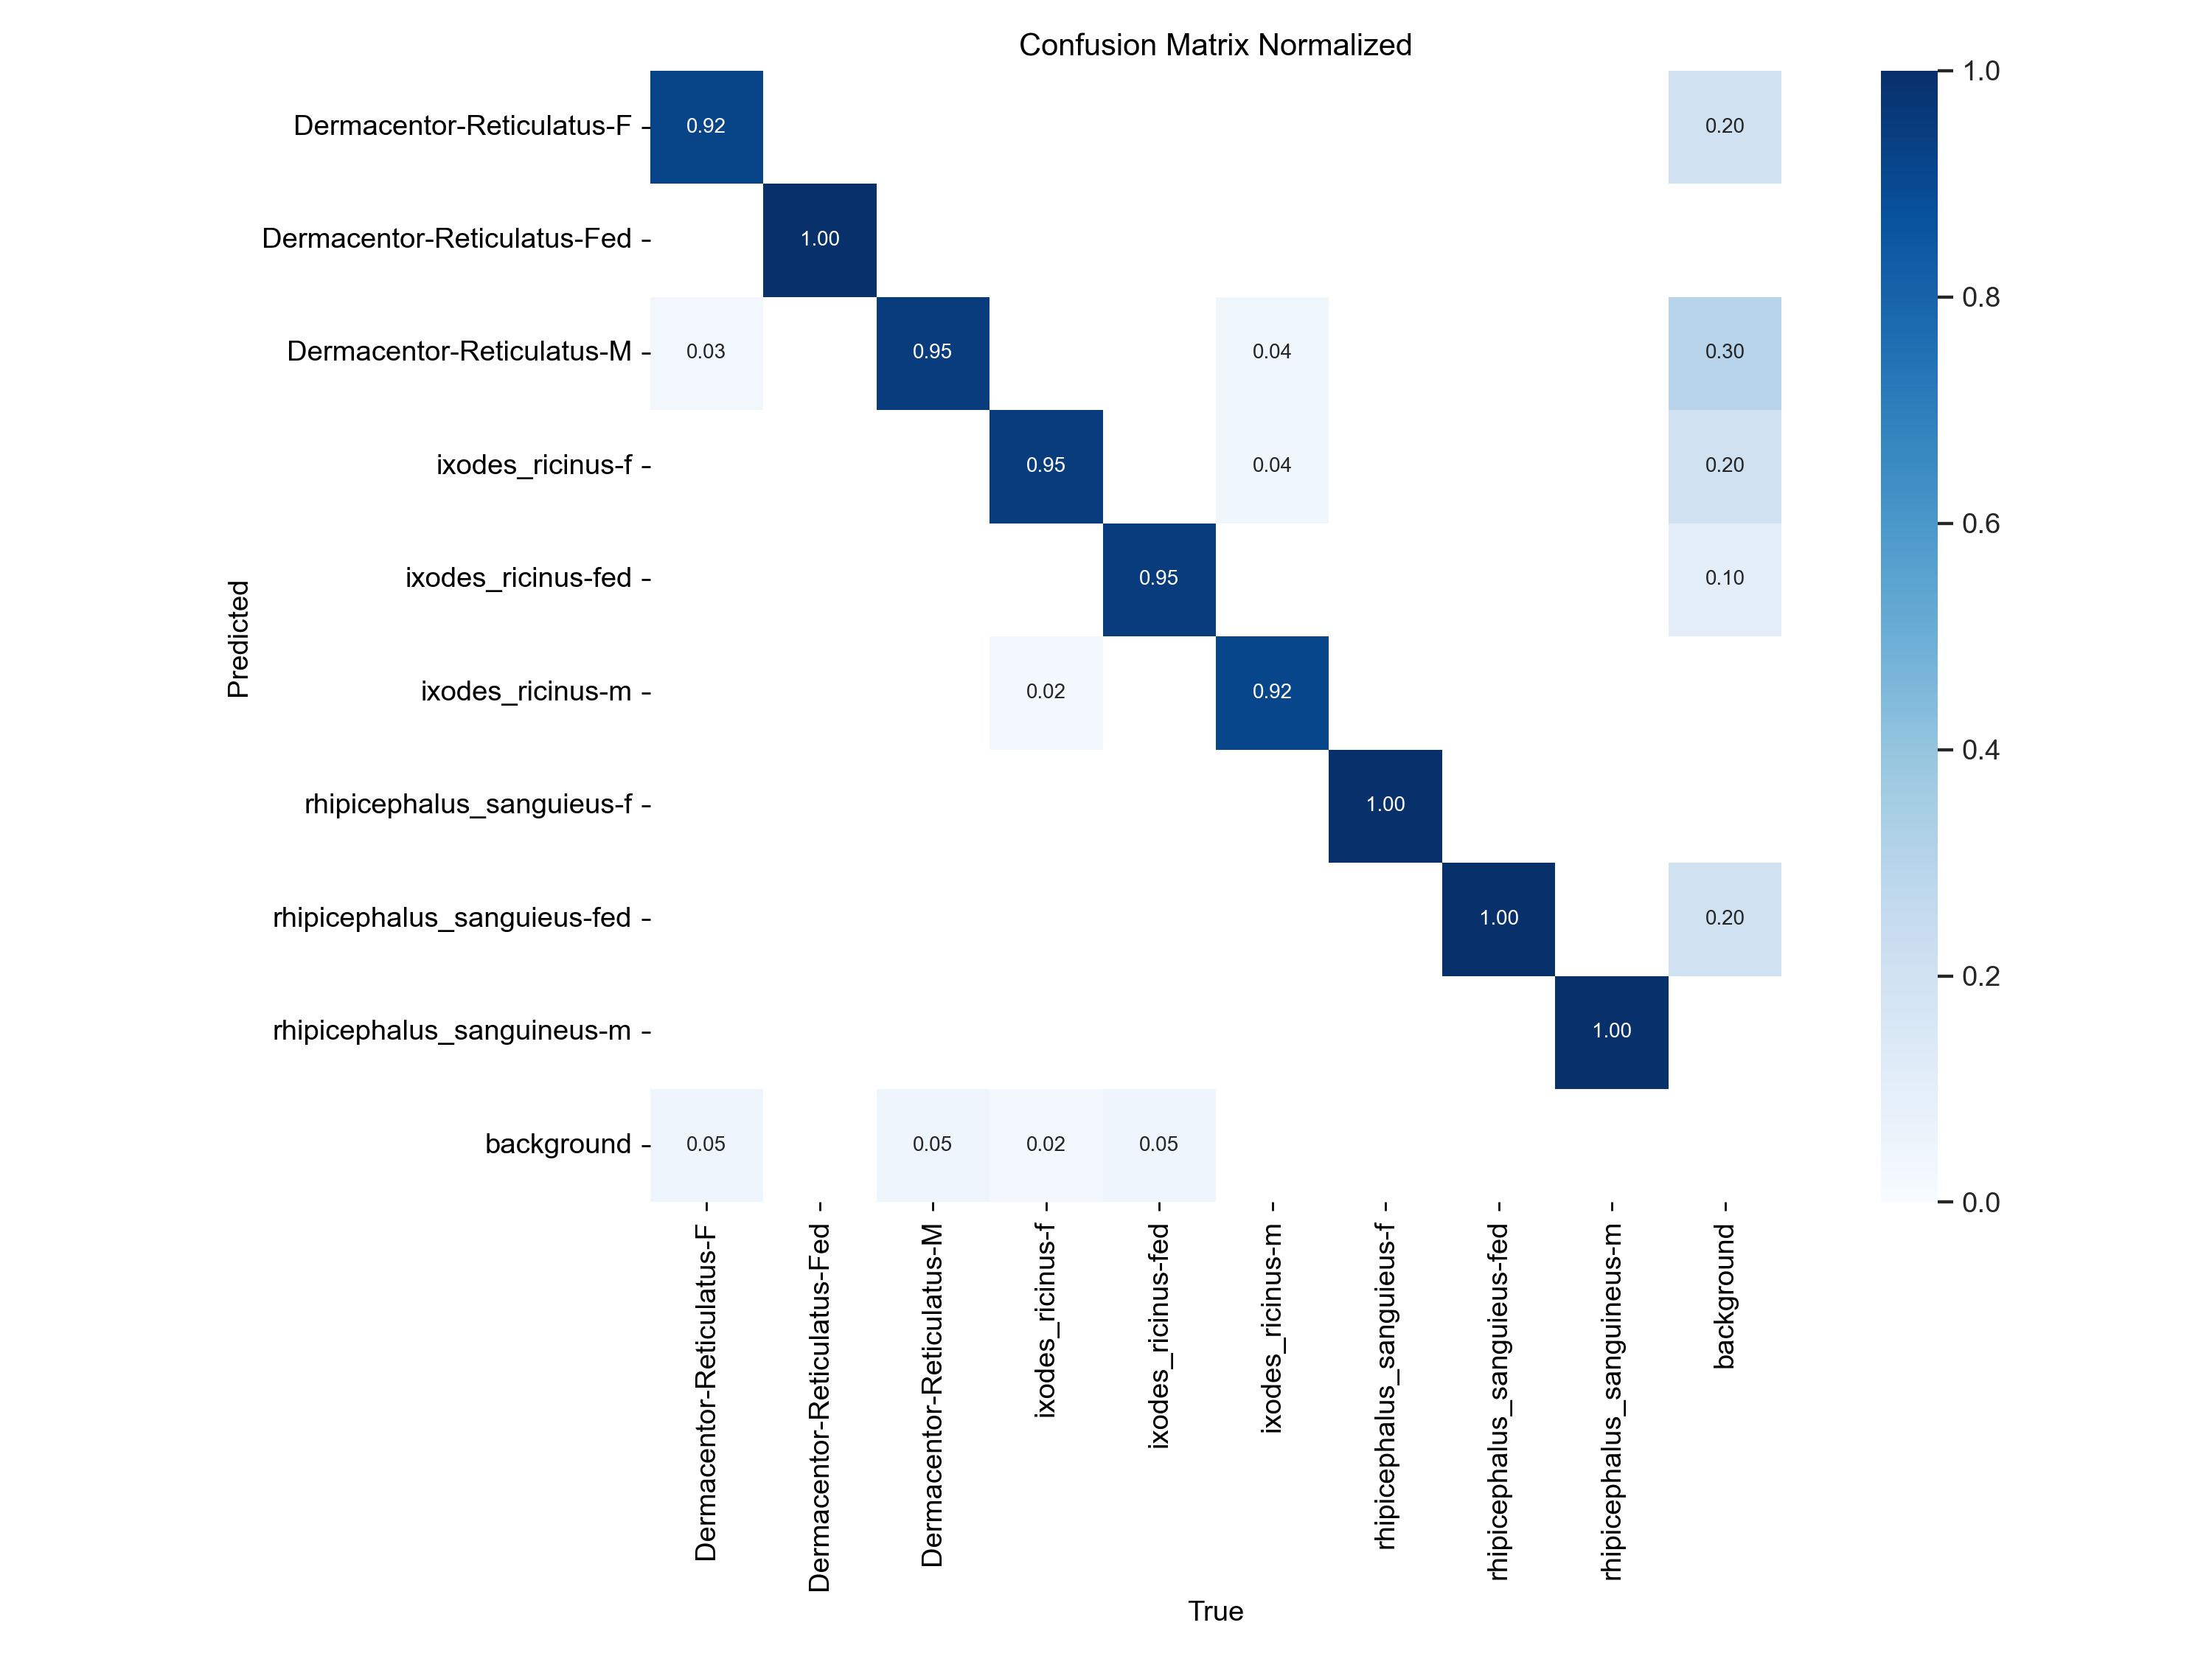 Confusion Matrix Normalized
Dermacentor-Reticulatus-F 0.92 0.20
Dermacentor-Reticulatus-Fed 1.00
Dermacentor-Reticulatus-M 0.03 0.95 0.04 0.30
ixodes_ricinus-f 0.95 0.04 0.20
ixodes_ricinus-fed 0.95 0.10
ixodes_ricinus-m 0.02 0.92
rhipicephalus_sanguieus-f 1.00
rhipicephalus_sanguieus-fed 1.00 0.20
rhipicephalus_sanguineus-m 1.00
background 0.05 0.05 0.02 0.05
Predicted
Dermacentor-Reticulatus-F
Dermacentor-Reticulatus-Fed
Dermacentor-Reticulatus-M
ixodes_ricinus-f
ixodes_ricinus-fed
ixodes_ricinus-m
rhipicephalus_sanguieus-f
rhipicephalus_sanguieus-fed
rhipicephalus_sanguineus-m
background
True
1.0
0.8
0.6
0.4
0.2
0.0